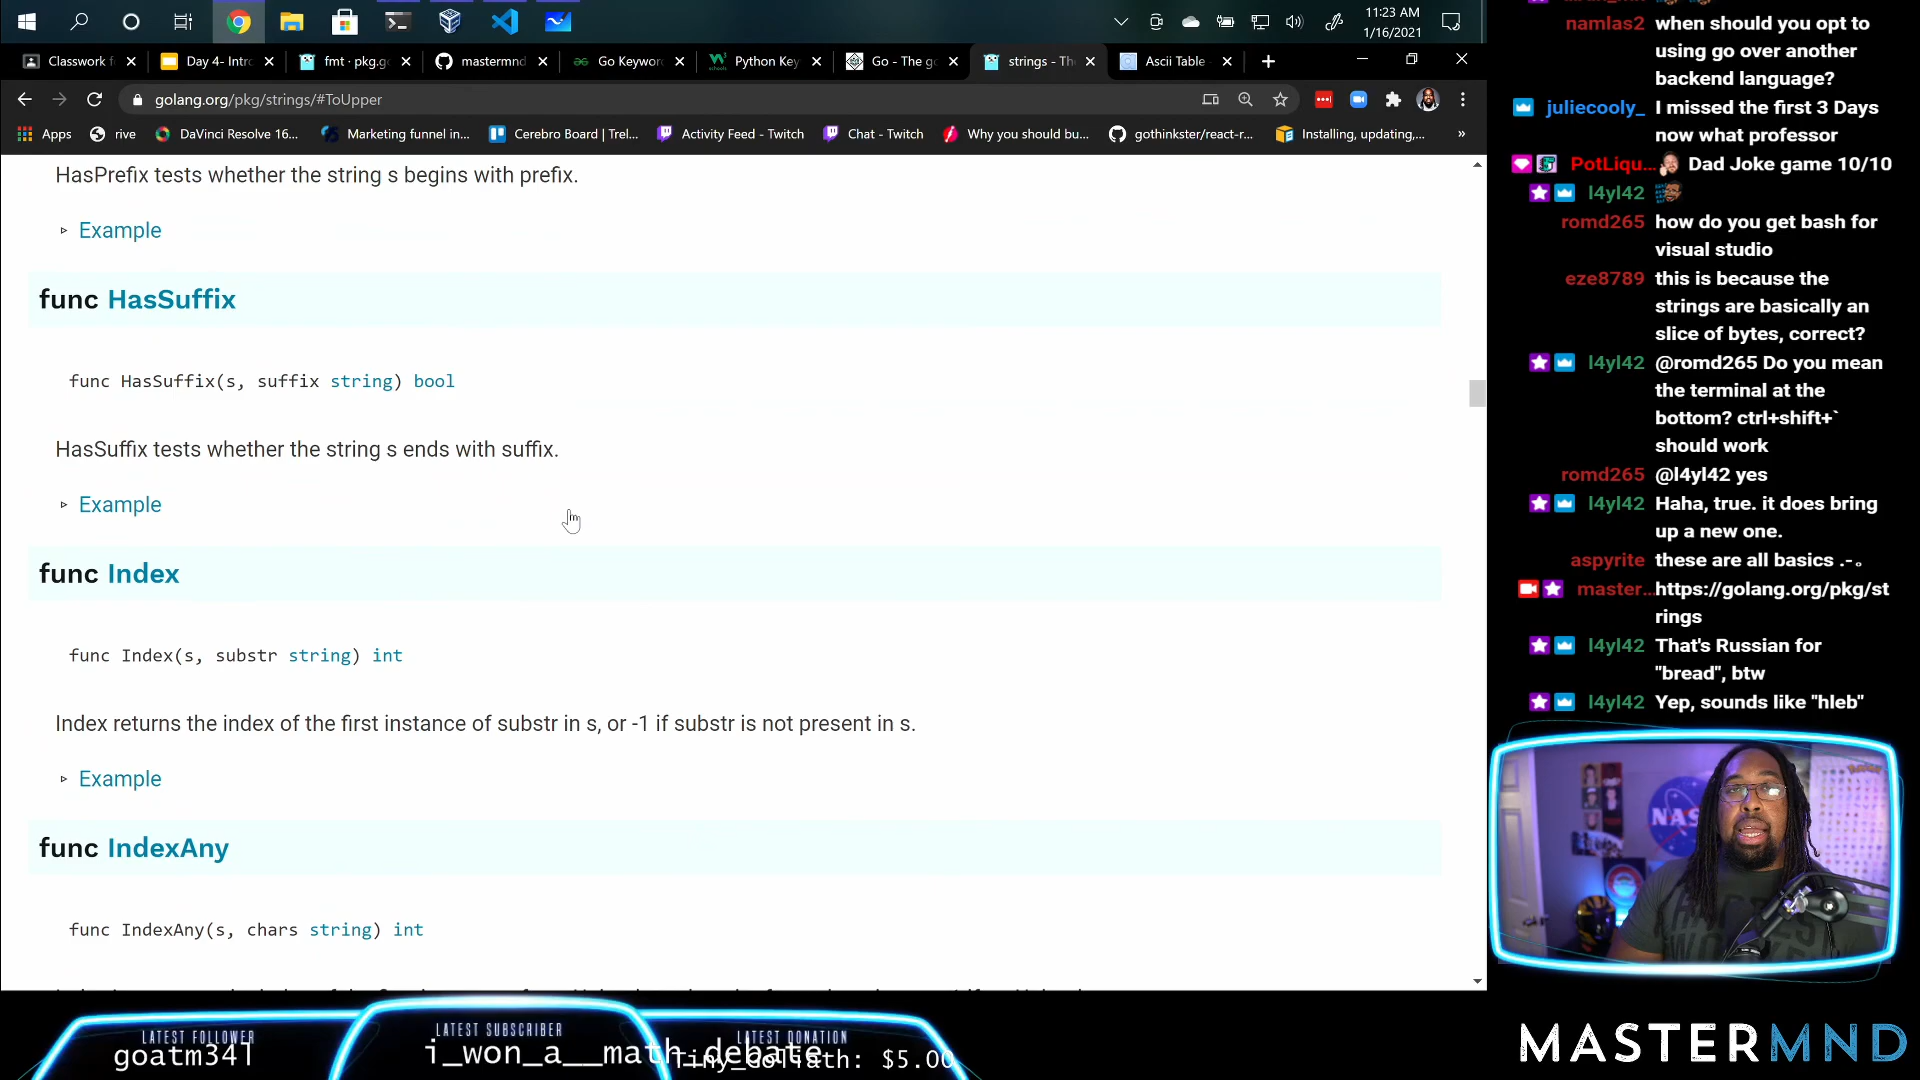 11:23 AM
1/16/2021
Classwork f
Day 4- Intr
fmt · pkg.g
mastermnd
Go Keywor
Python Key
Go - The go
strings - Th
Ascii Table
golang.org/pkg/strings/#ToUpper
Apps
rive
DaVinci Resolve 16...
Marketing funnel in...
Cerebro Board | Trel...
Activity Feed - Twitch
Chat - Twitch
Why you should bu...
gothinkster/react-r...
Installing, updating,...
»
HasPrefix tests whether the string s begins with prefix.
Example
func HasSuffix
func HasSuffix(s, suffix string) bool
HasSuffix tests whether the string s ends with suffix.
Example
func Index
func Index(s, substr string) int
Index returns the index of the first instance of substr in s, or -1 if substr is not present in s.
Example
func IndexAny
func IndexAny(s, chars string) int
namlas2 when should you opt to
using go over another
backend language?
juliecooly_ I missed the first 3 Days
now what professor
PotLiqu... Dad Joke game 10/10
l4yl42
romd265 how do you get bash for
visual studio
eze8789 this is because the
strings are basically an
slice of bytes, correct?
l4yl42 @romd265 Do you mean
the terminal at the
bottom? ctrl+shift+`
should work
romd265 @l4yl42 yes
l4yl42 Haha, true. it does bring
up a new one.
aspyrite these are all basics .-。
master... https://golang.org/pkg/st
rings
l4yl42 That's Russian for
"bread", btw
l4yl42 Yep, sounds like "hleb"
NASA
LATEST FOLLOWER
goatm341
LATEST SUBSCRIBER
i_won_a__math_debate
LATEST DONATION
Tiny_Goliath: $5.00
MASTERMND